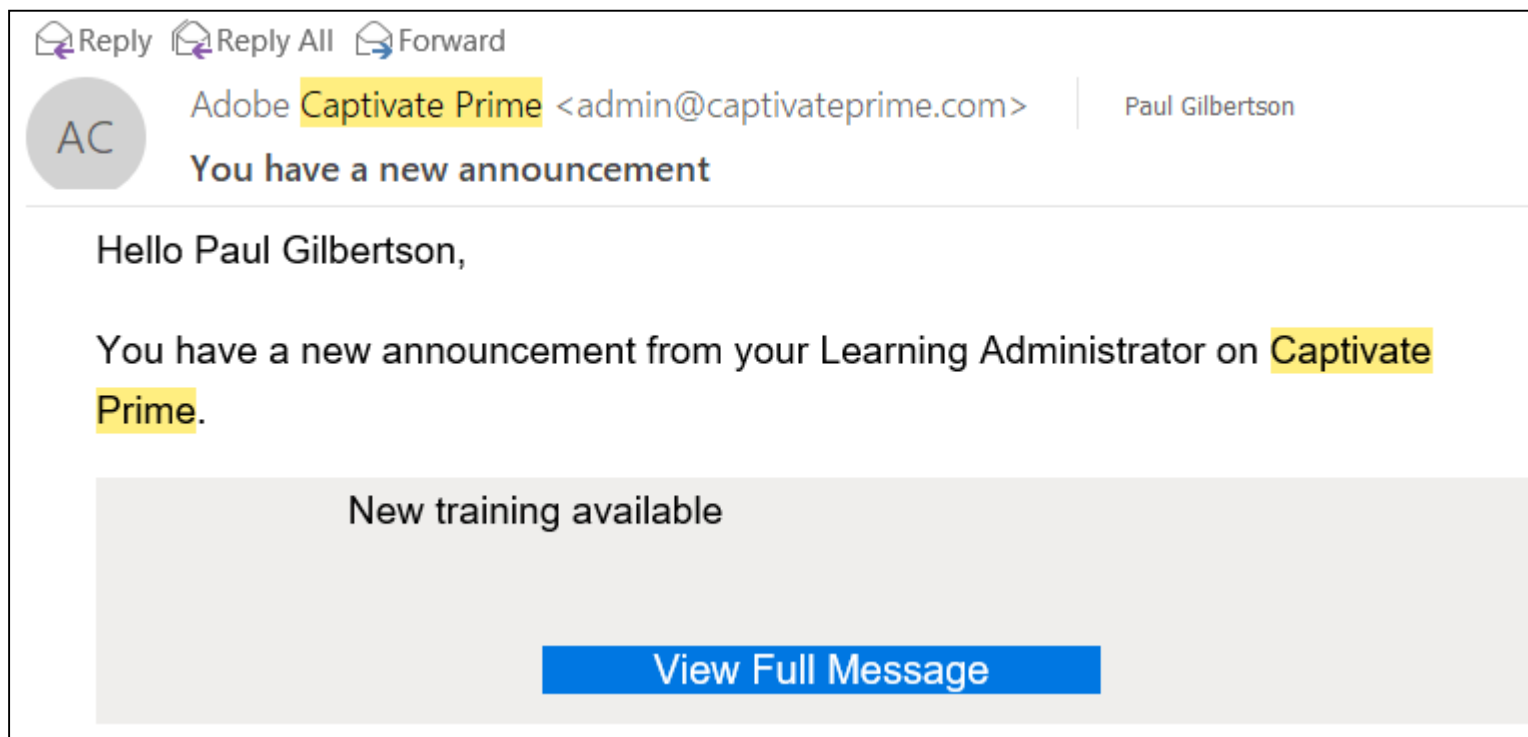 Reply Reply All Forward
AC
Adobe Captivate Prime <admin@captivateprime.com> Paul Gilbertson
You have a new announcement
Hello Paul Gilbertson,
You have a new announcement from your Learning Administrator on Captivate
Prime.
New training available
View Full Message